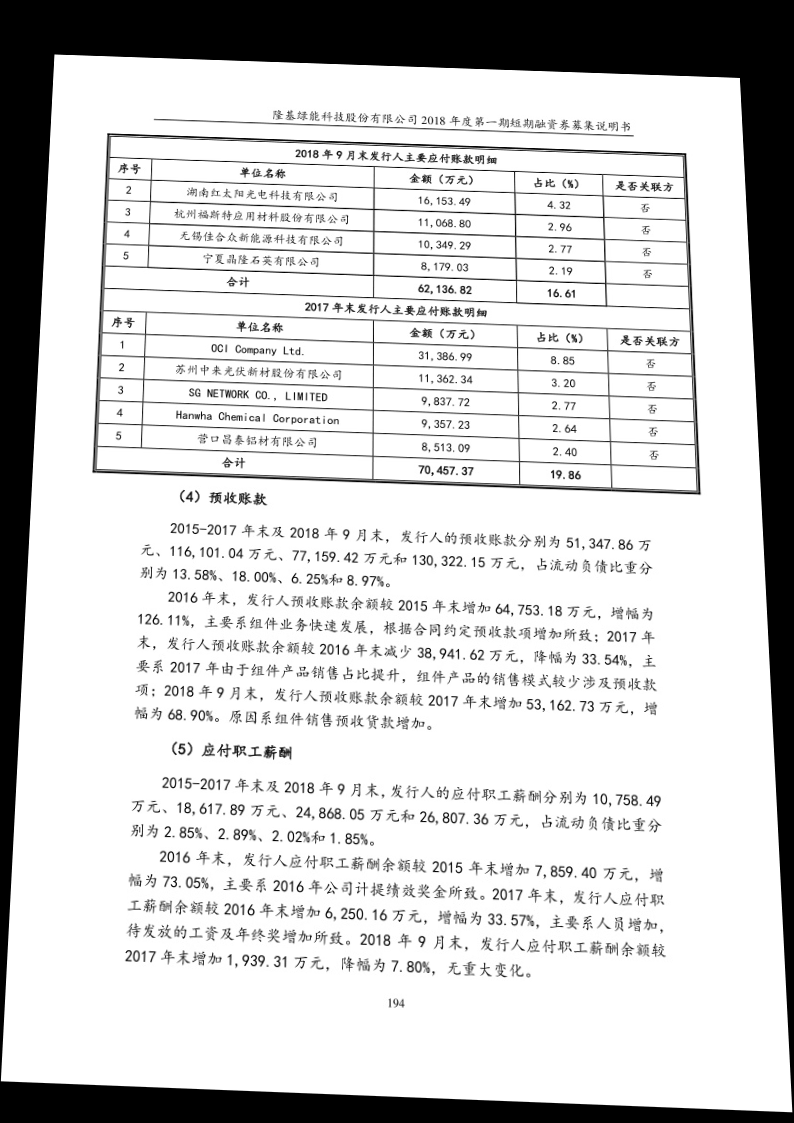 隆基绿能科技股份有限公司 2018 年度第一期短期融资券募集说明书
2018 年 9 月末发行人主要应付账款明细
序号 单位名称 金额（万元） 占比（%） 是否关联方
2 湖南红太阳光电科技有限公司 16,153.49 4.32 否
3 杭州福斯特应用材料股份有限公司 11,068.80 2.96 否
4 无锡佳合众新能源科技有限公司 10,349.29 2.77 否
5 宁夏晶隆石英有限公司 8,179.03 2.19 否
合计 62,136.82 16.61
2017 年末发行人主要应付账款明细
序号 单位名称 金额（万元） 占比（%） 是否关联方
1 OCI Company Ltd. 31,386.99 8.85 否
2 苏州中来光伏新材股份有限公司 11,362.34 3.20 否
3 SG NETWORK CO., LIMITED 9,837.72 2.77 否
4 Hanwha Chemical Corporation 9,357.23 2.64 否
5 营口昌泰铝材有限公司 8,513.09 2.40 否
合计 70,457.37 19.86
（4）预收账款
2015-2017 年末及 2018 年 9 月末，发行人的预收账款分别为 51,347.86 万
元、116,101.04 万元、77,159.42 万元和 130,322.15 万元，占流动负债比重分
别为 13.58%、18.00%、6.25%和 8.97%。
2016 年末，发行人预收账款余额较 2015 年末增加 64,753.18 万元，增幅为
126.11%，主要系组件业务快速发展，根据合同约定预收款项增加所致；2017 年
末，发行人预收账款余额较 2016 年末减少 38,941.62 万元，降幅为 33.54%，主
要系 2017 年由于组件产品销售占比提升，组件产品的销售模式较少涉及预收款
项；2018 年 9 月末，发行人预收账款余额较 2017 年末增加 53,162.73 万元，增
幅为 68.90%。原因系组件销售预收货款增加。
（5）应付职工薪酬
2015-2017 年末及 2018 年 9 月末，发行人的应付职工薪酬分别为 10,758.49
万元、18,617.89 万元、24,868.05 万元和 26,807.36 万元，占流动负债比重分
别为 2.85%、2.89%、2.02%和 1.85%。
2016 年末，发行人应付职工薪酬余额较 2015 年末增加 7,859.40 万元，增
幅为 73.05%，主要系 2016 年公司计提绩效奖金所致。2017 年末，发行人应付职
工薪酬余额较 2016 年末增加 6,250.16 万元，增幅为 33.57%，主要系人员增加，
待发放的工资及年终奖增加所致。2018 年 9 月末，发行人应付职工薪酬余额较
2017 年末增加 1,939.31 万元，降幅为 7.80%，无重大变化。
194